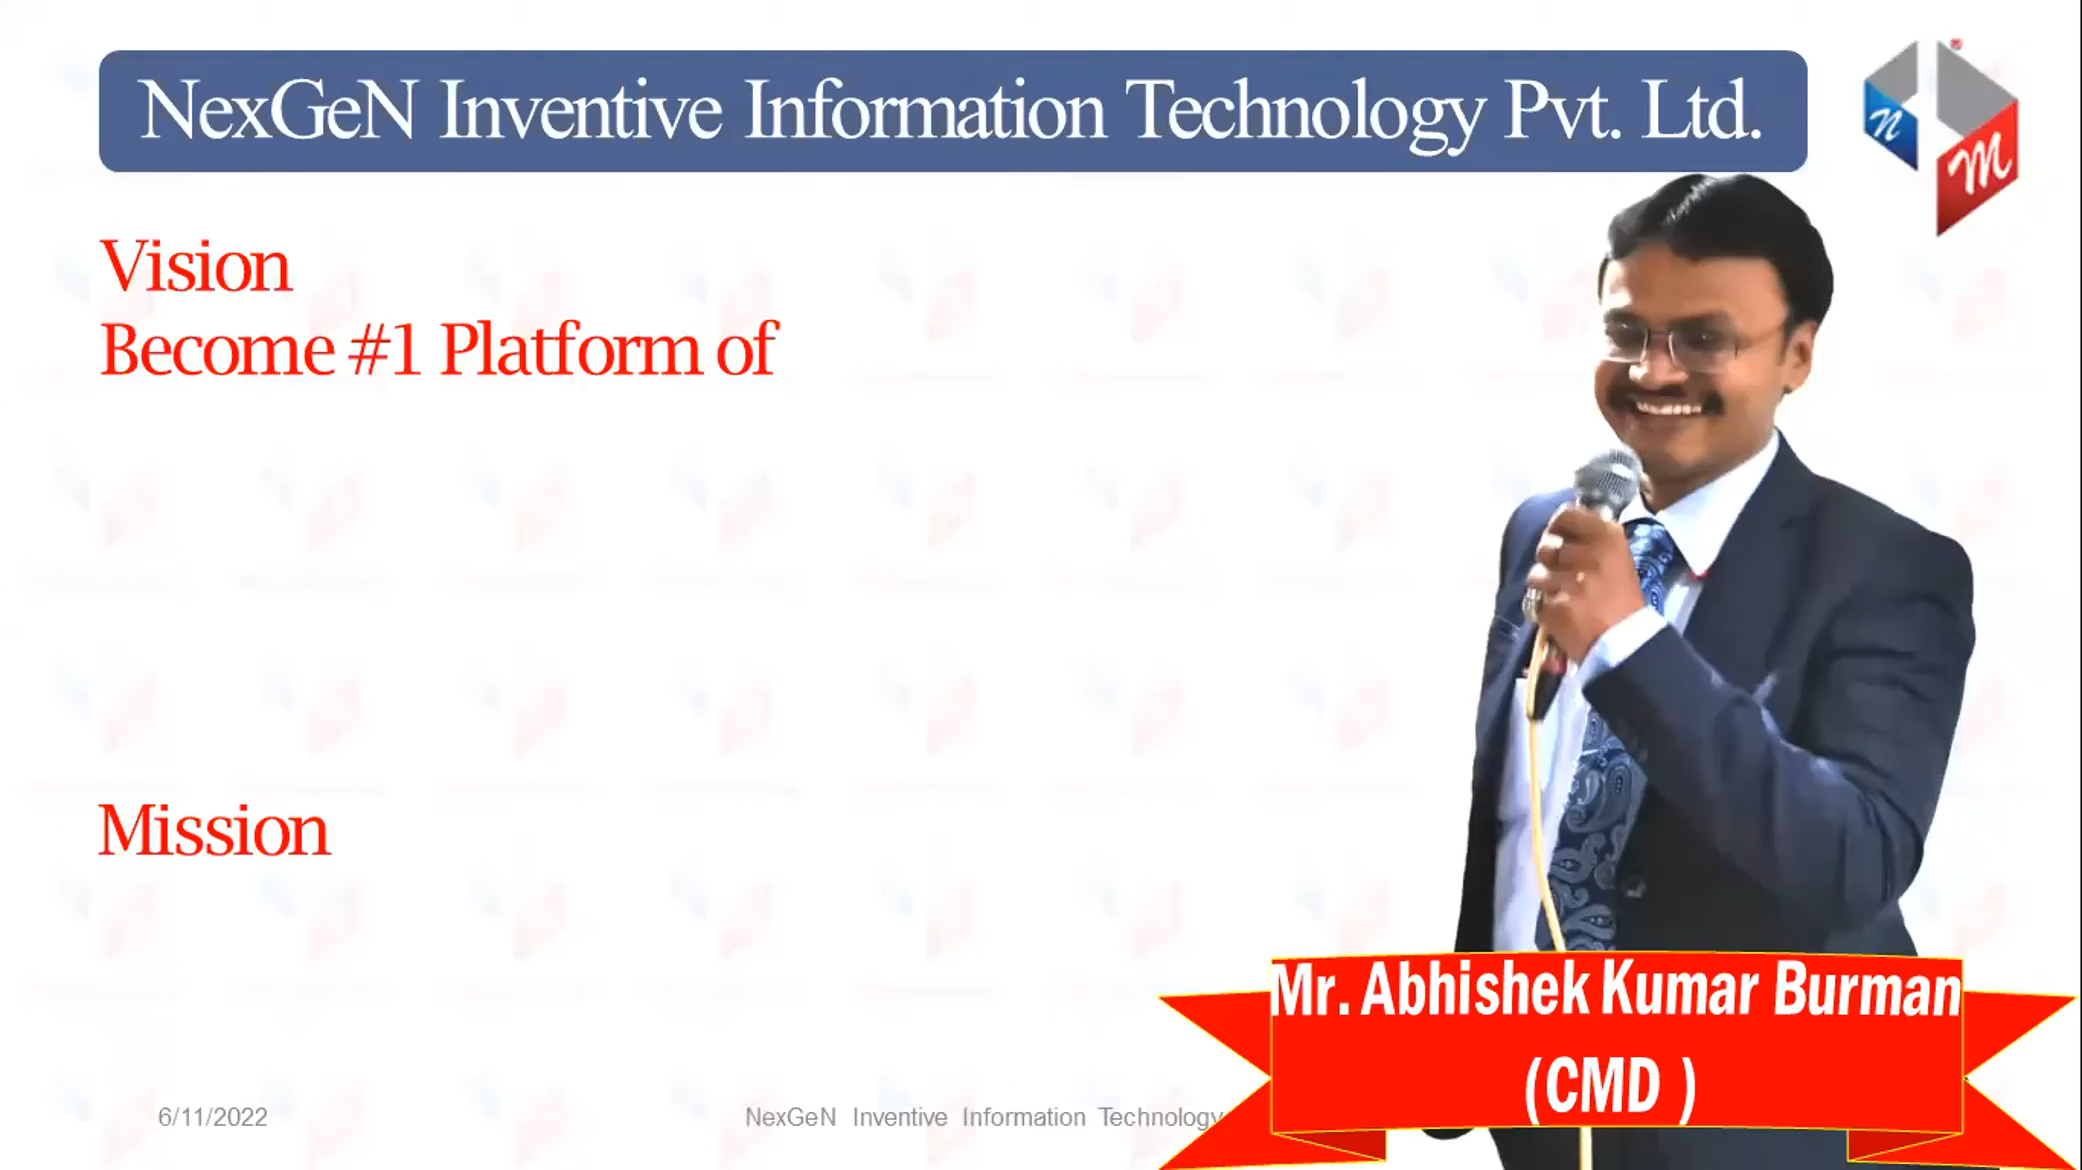 NexGeN Inventive Information Technology Pvt. Ltd.
n
M
Vision
Become #1 Platform of
Mission
Mr. Abhishek Kumar Burman
(CMD )
6/11/2022
NexGeN Inventive Information Technology